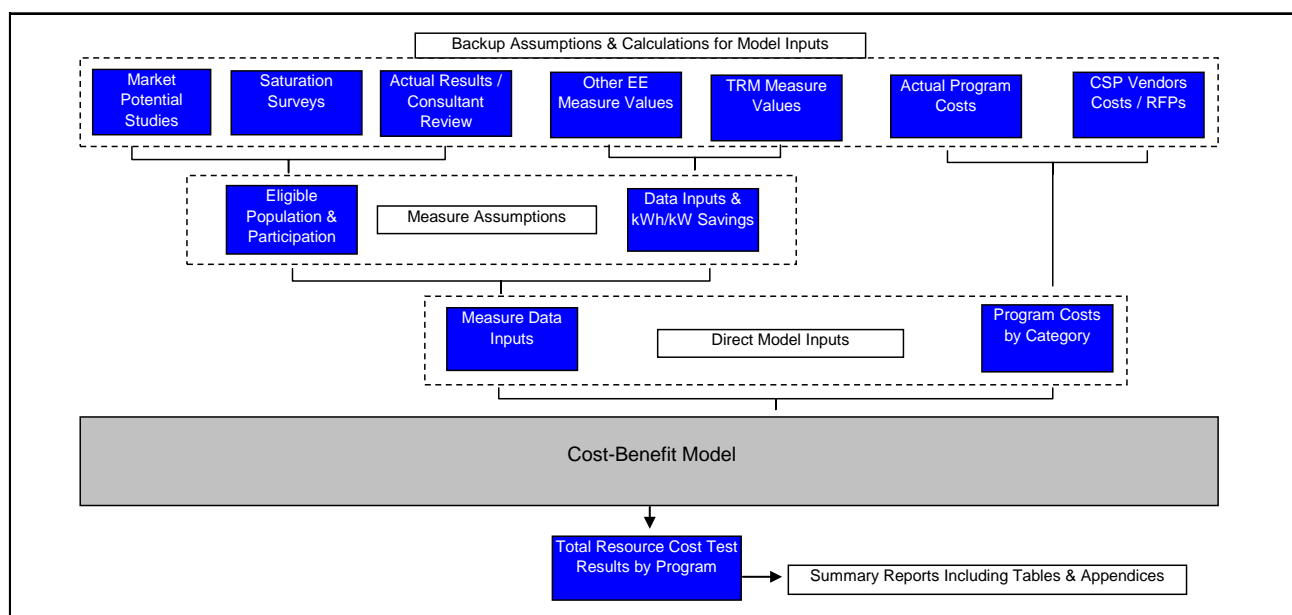 Backup Assumptions & Calculations for Model Inputs
Market
Potential
Studies
Saturation
Surveys
Actual Results /
Consultant
Review
Other EE
Measure Values
TRM Measure
Values
Actual Program
Costs
CSP Vendors
Costs / RFPs
Eligible
Population &
Participation
Measure Assumptions
Data Inputs &
kWh/kW Savings
Measure Data
Inputs
Direct Model Inputs
Program Costs
by Category
Cost-Benefit Model
Total Resource Cost Test
Results by Program
Summary Reports Including Tables & Appendices